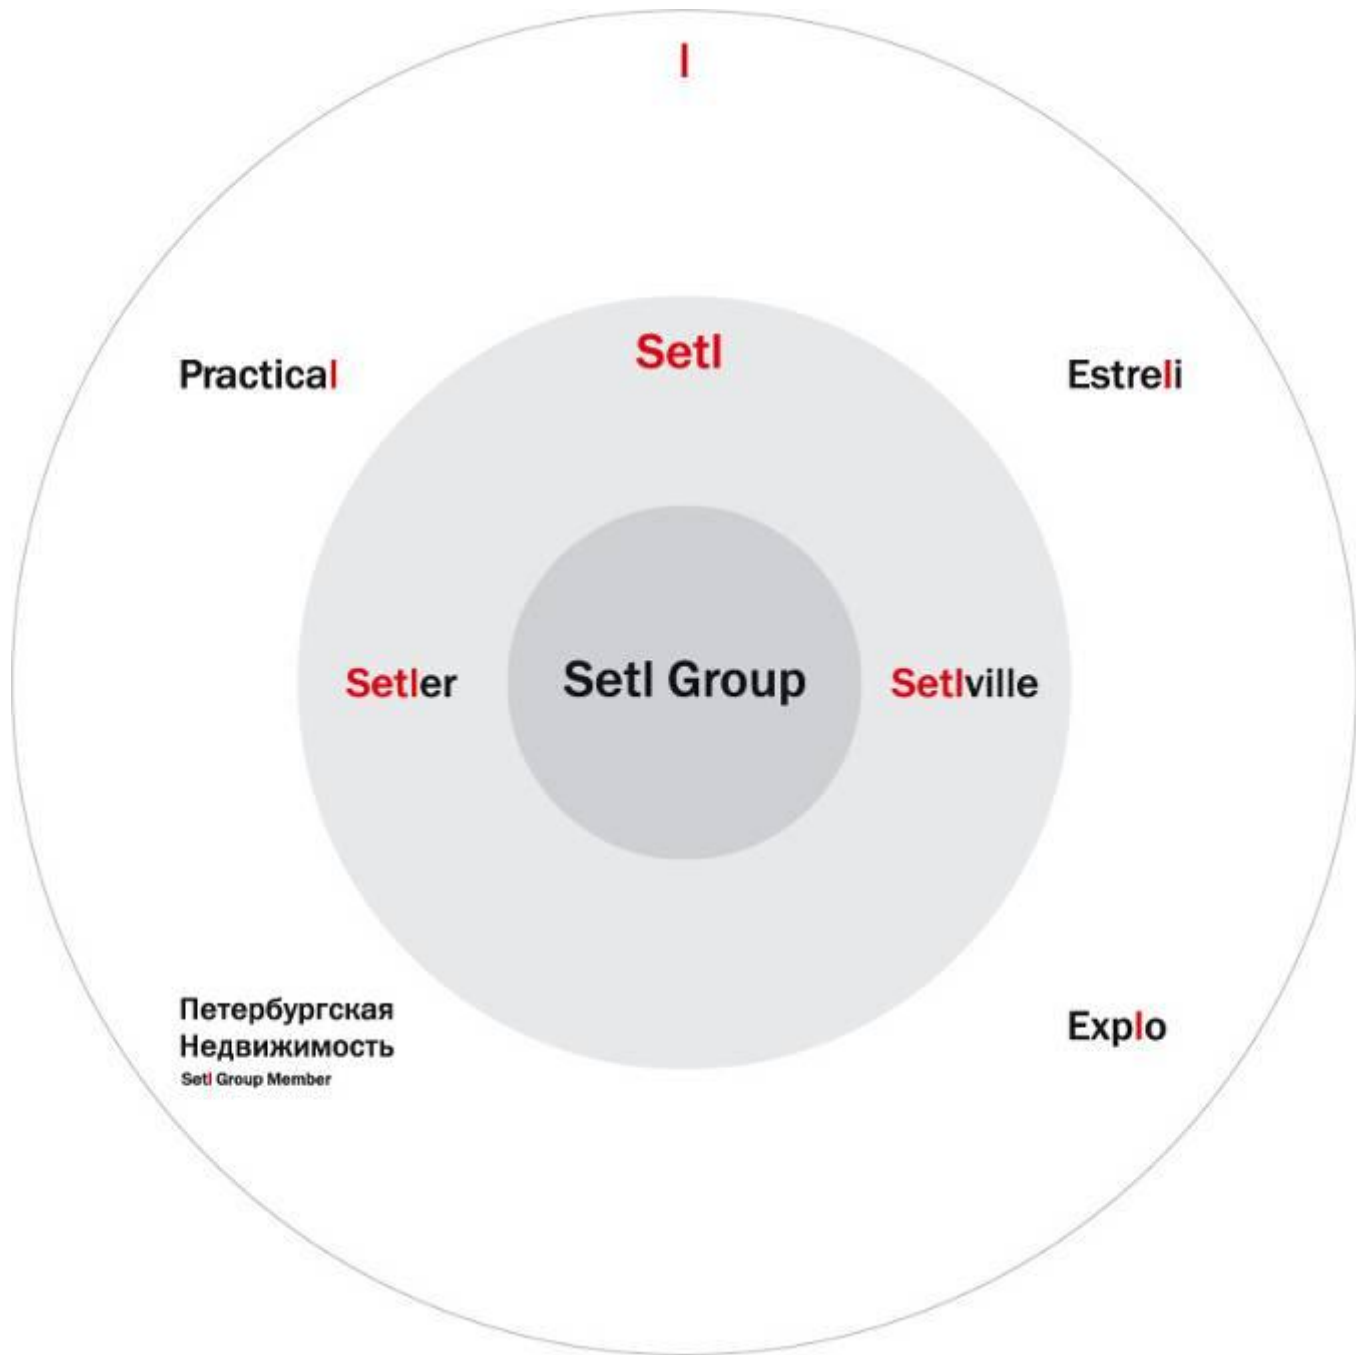 l
Setl
Practical
Estreli
Setler
Setl Group
Setlville
Петербургская
Недвижимость
Setl Group Member
Explo